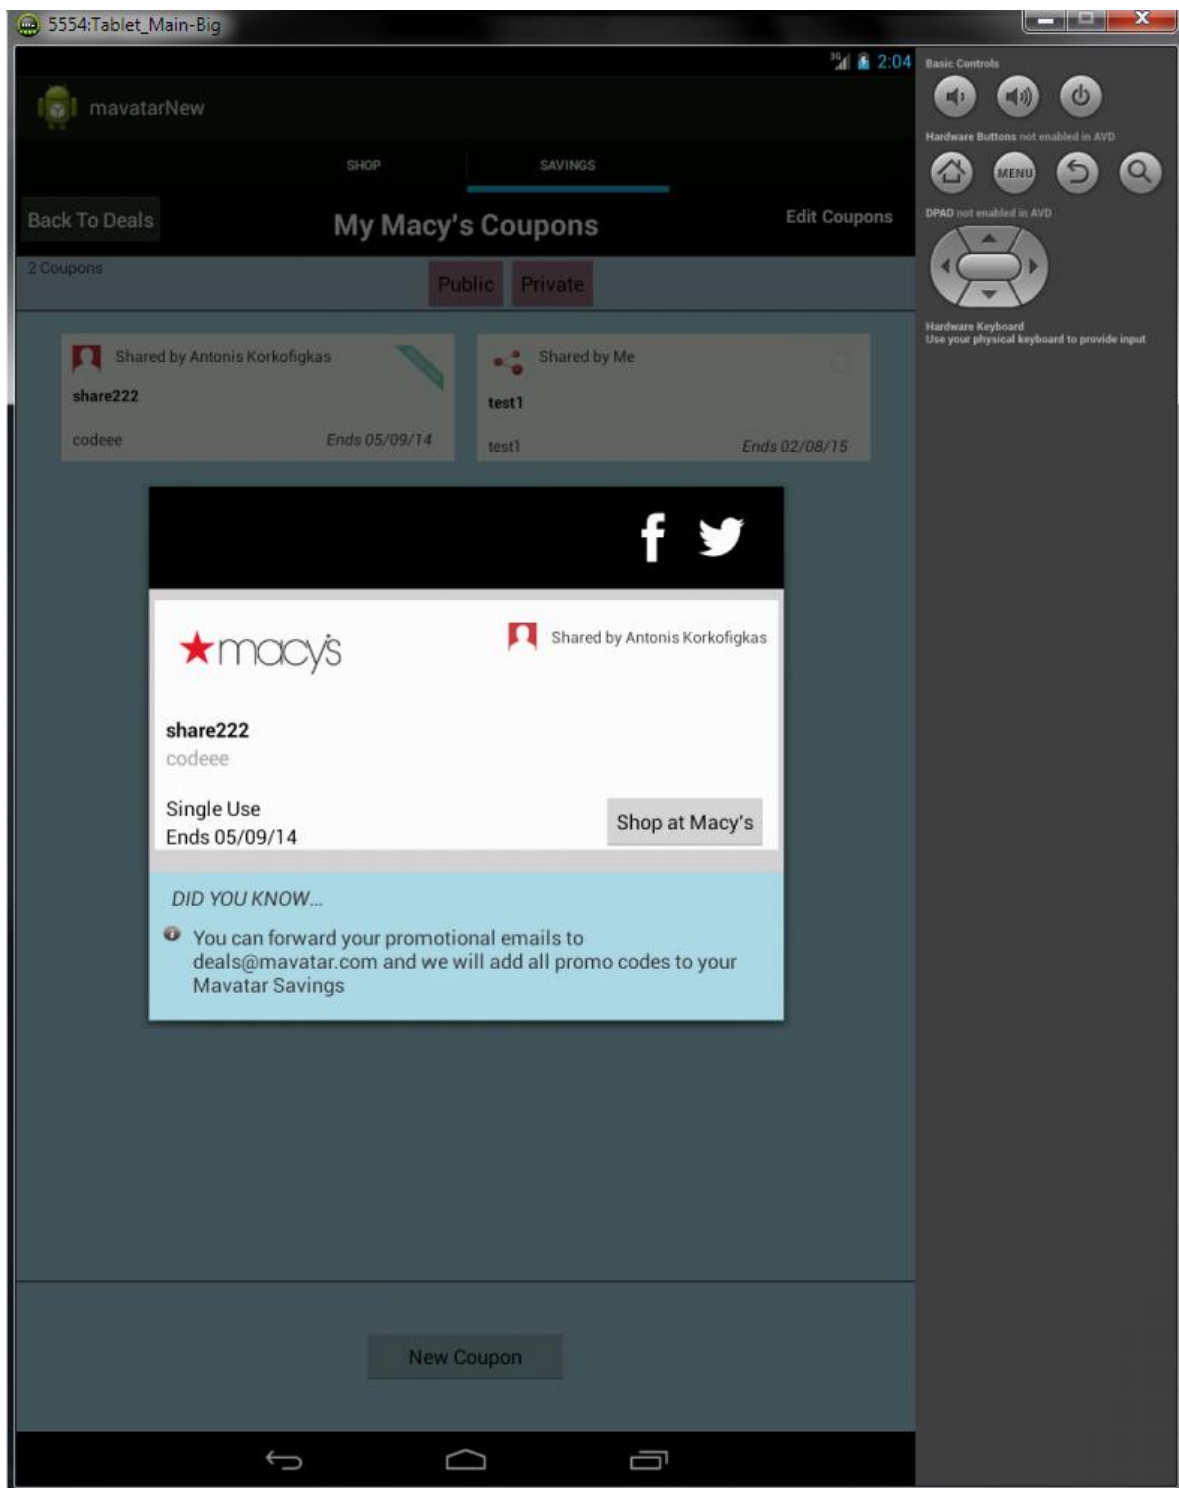 5554:Tablet_Main-Big
3G 2:04
mavatarNew
SHOP SAVINGS
Back To Deals My Macy's Coupons Edit Coupons
2 Coupons Public Private
Shared by Antonis Korkofigkas
share222
codeee Ends 05/09/14
Shared by Me
test1
test1 Ends 02/08/15
macy's
Shared by Antonis Korkofigkas
share222
codeee
Single Use
Ends 05/09/14
Shop at Macy's
DID YOU KNOW...
You can forward your promotional emails to
deals@mavatar.com and we will add all promo codes to your
Mavatar Savings
New Coupon
Basic Controls
Hardware Buttons not enabled in AVD
MENU
DPAD not enabled in AVD
Hardware Keyboard
Use your physical keyboard to provide input